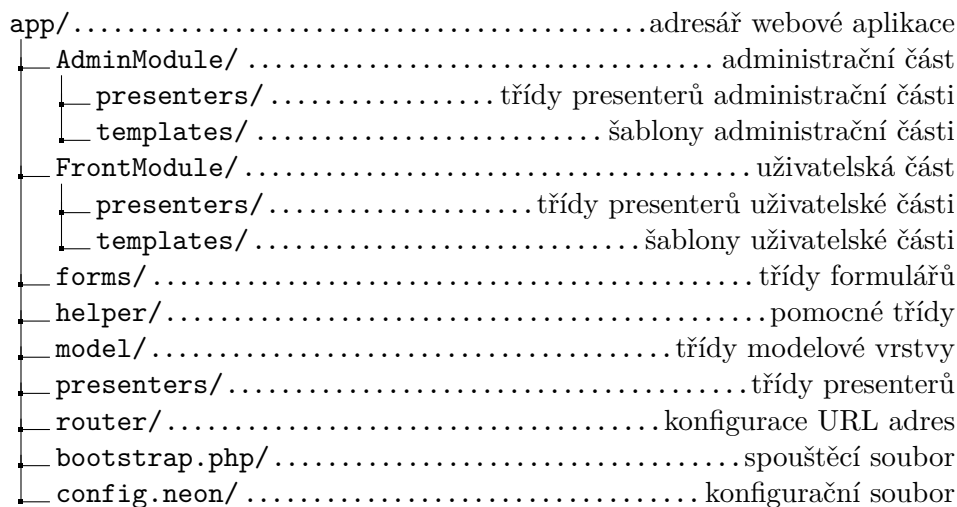 app/.............................................adresář webové aplikace
AdminModule/ .................................... administrační část
presenters/ ................. třídy presenterů administrační části
templates/ ........................... šablony administrační části
FrontModule/ ........................................ uživatelská část
presenters/ ..................... třídy presenterů uživatelské části
templates/ .............................. šablony uživatelské části
forms/ .............................................. třídy formulářů
helper/ ............................................... pomocné třídy
model/ ......................................... třídy modelové vrstvy
presenters/ ......................................... třídy presenterů
router/ ....................................... konfigurace URL adres
bootstrap.php/ ..................................... spouštěcí soubor
config.neon/ ................................... konfigurační soubor